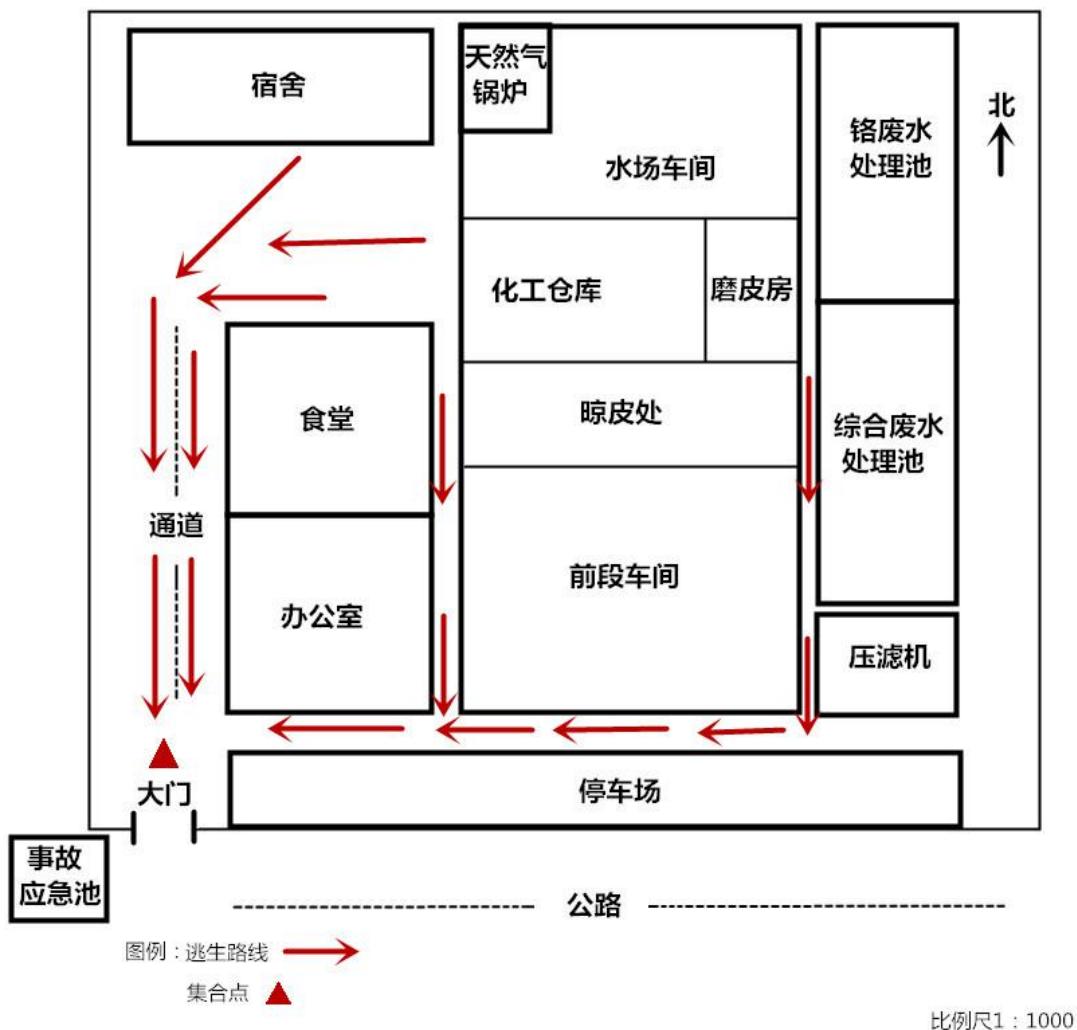 宿舍
天然气
锅炉
北
铬废水
处理池
水场车间
化工仓库
磨皮房
食堂
晾皮处
综合废水
处理池
通道
前段车间
办公室
压滤机
大门
停车场
事故
应急池
公路
图例：逃生路线
集合点
比例尺1：1000